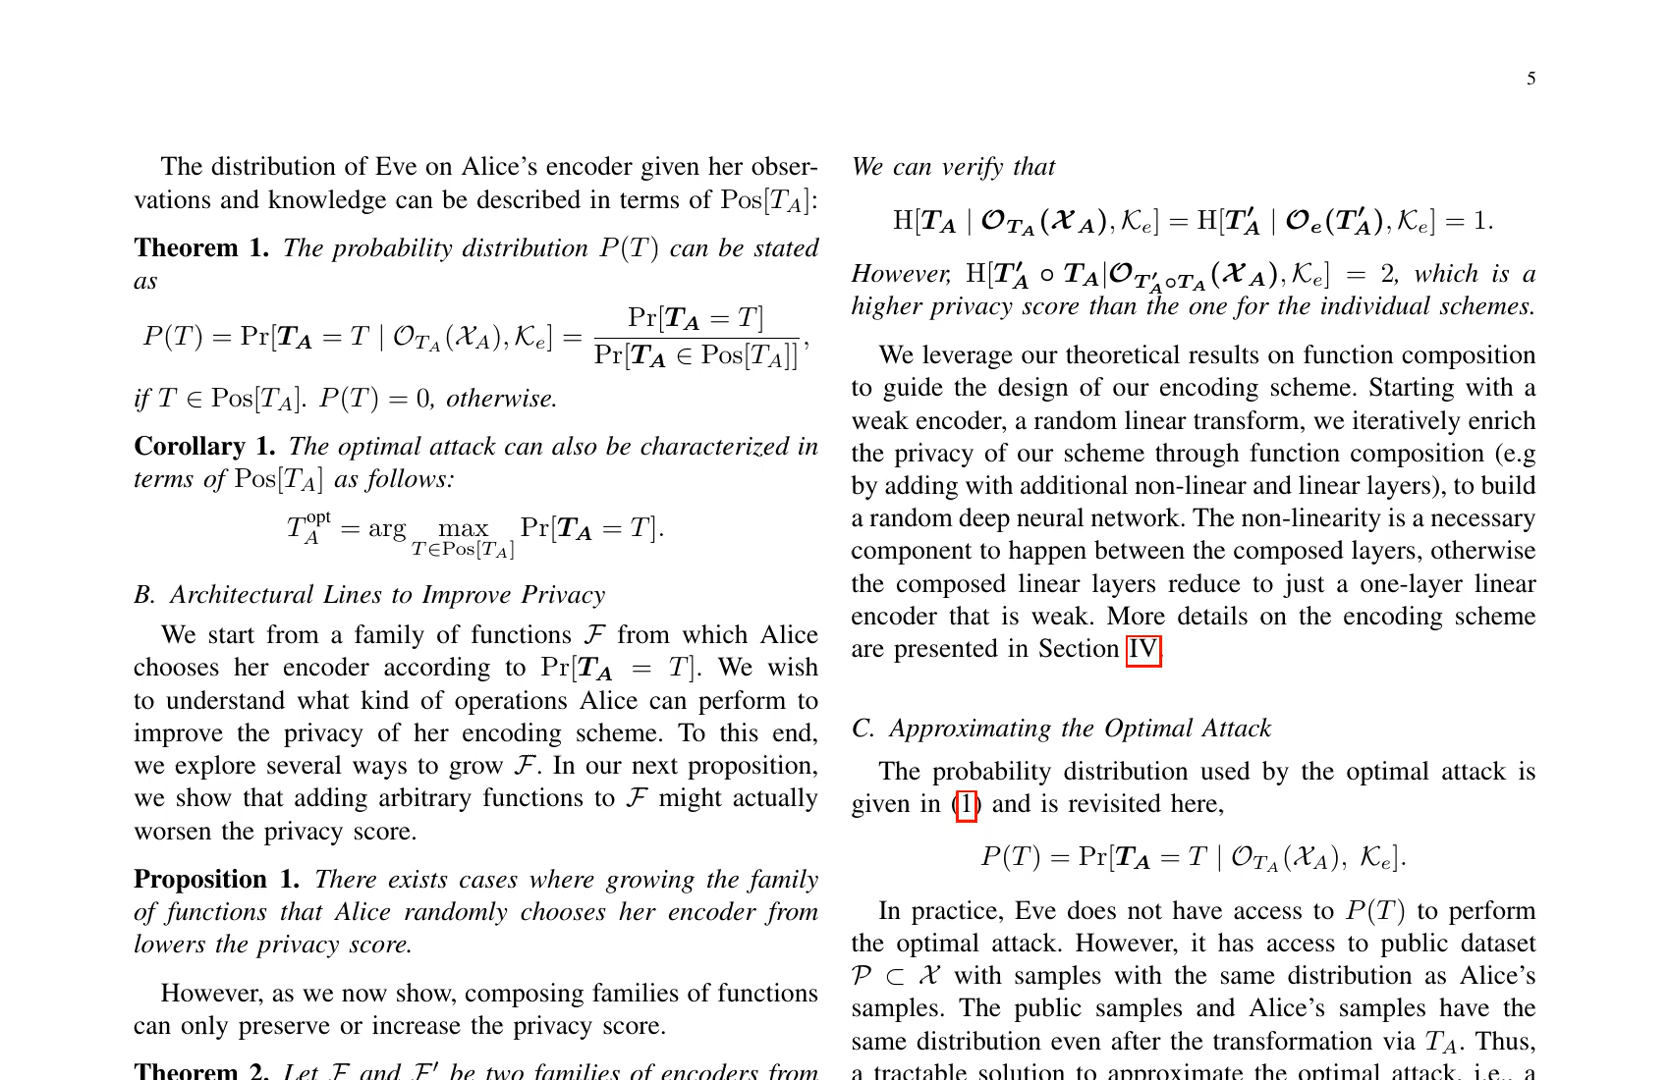 5
The distribution of Eve on Alice's encoder given her obser-
vations and knowledge can be described in terms of Pos[T_A]:
Theorem 1. The probability distribution P(T) can be stated
as
P(T) = Pr[T_A = T | O_{T_A}(X_A), K_e] = Pr[T_A = T] / Pr[T_A ∈ Pos[T_A]],
if T ∈ Pos[T_A]. P(T) = 0, otherwise.
Corollary 1. The optimal attack can also be characterized in
terms of Pos[T_A] as follows:
T_A^opt = arg max_{T∈Pos[T_A]} Pr[T_A = T].
B. Architectural Lines to Improve Privacy
We start from a family of functions F from which Alice
chooses her encoder according to Pr[T_A = T]. We wish
to understand what kind of operations Alice can perform to
improve the privacy of her encoding scheme. To this end,
we explore several ways to grow F. In our next proposition,
we show that adding arbitrary functions to F might actually
worsen the privacy score.
Proposition 1. There exists cases where growing the family
of functions that Alice randomly chooses her encoder from
lowers the privacy score.
However, as we now show, composing families of functions
can only preserve or increase the privacy score.
Theorem 2. Let F and F′ be two families of encoders from
We can verify that
H[T_A | O_{T_A}(X_A), K_e] = H[T′_A | O_e(T′_A), K_e] = 1.
However, H[T′_A ∘ T_A|O_{T′_A∘T_A}(X_A), K_e] = 2, which is a
higher privacy score than the one for the individual schemes.
We leverage our theoretical results on function composition
to guide the design of our encoding scheme. Starting with a
weak encoder, a random linear transform, we iteratively enrich
the privacy of our scheme through function composition (e.g
by adding with additional non-linear and linear layers), to build
a random deep neural network. The non-linearity is a necessary
component to happen between the composed layers, otherwise
the composed linear layers reduce to just a one-layer linear
encoder that is weak. More details on the encoding scheme
are presented in Section IV.
C. Approximating the Optimal Attack
The probability distribution used by the optimal attack is
given in (1) and is revisited here,
P(T) = Pr[T_A = T | O_{T_A}(X_A), K_e].
In practice, Eve does not have access to P(T) to perform
the optimal attack. However, it has access to public dataset
P ⊂ X with samples with the same distribution as Alice's
samples. The public samples and Alice's samples have the
same distribution even after the transformation via T_A. Thus,
a tractable solution to approximate the optimal attack, i.e., a